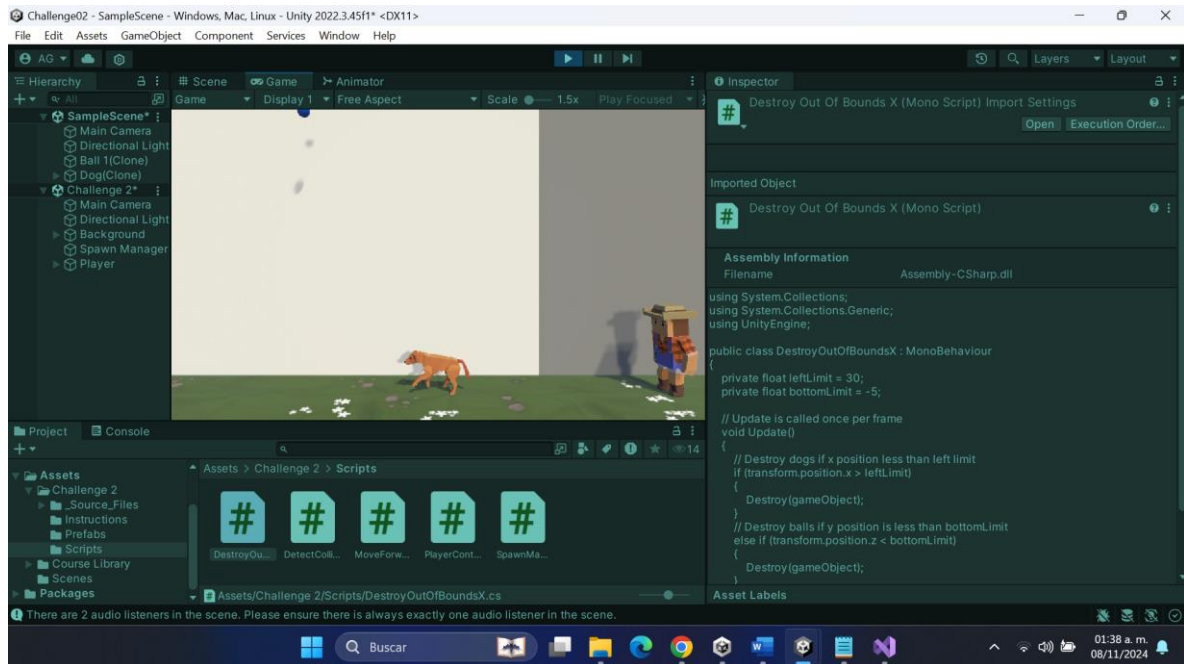 Challenge02 - SampleScene - Windows, Mac, Linux - Unity 2022.3.45f1* <DX11>
File Edit Assets GameObject Component Services Window Help
AG
Layers
Layout
Hierarchy
All
SampleScene*
Main Camera
Directional Light
Ball 1(Clone)
Dog(Clone)
Challenge 2*
Main Camera
Directional Light
Background
Spawn Manager
Player
Scene Game Animator
Game Display 1 Free Aspect Scale 1.5x Play Focused
Inspector
Destroy Out Of Bounds X (Mono Script) Import Settings
Open Execution Order...
Imported Object
Destroy Out Of Bounds X (Mono Script)
Assembly Information
Filename Assembly-CSharp.dll
using System.Collections;
using System.Collections.Generic;
using UnityEngine;
public class DestroyOutOfBoundsX : MonoBehaviour
{
private float leftLimit = 30;
private float bottomLimit = -5;
// Update is called once per frame
void Update()
{
// Destroy dogs if x position less than left limit
if (transform.position.x > leftLimit)
{
Destroy(gameObject);
}
// Destroy balls if y position is less than bottomLimit
else if (transform.position.z < bottomLimit)
{
Destroy(gameObject);
}
Asset Labels
Project Console
14
Assets
Challenge 2
_Source_Files
Instructions
Prefabs
Scripts
Course Library
Scenes
Packages
Assets > Challenge 2 > Scripts
DestroyOu... DetectColli... MoveForw... PlayerCont... SpawnMa...
Assets/Challenge 2/Scripts/DestroyOutOfBoundsX.cs
There are 2 audio listeners in the scene. Please ensure there is always exactly one audio listener in the scene.
Buscar
01:38 a. m.
08/11/2024